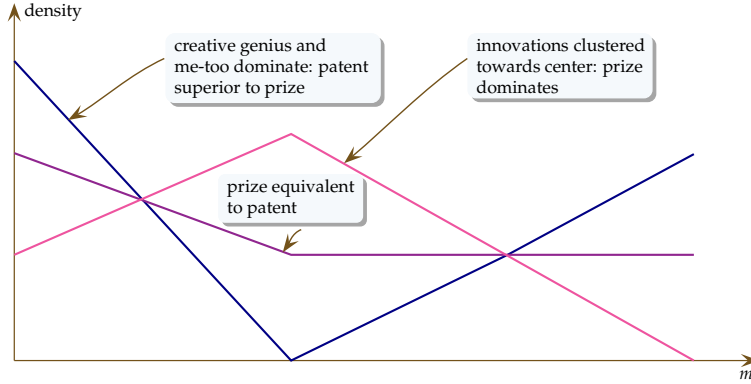 density
creative genius and
me-too dominate: patent
superior to prize
innovations clustered
towards center: prize
dominates
prize equivalent
to patent
m